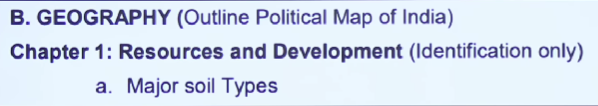 B. GEOGRAPHY (Outline Political Map of India)
Chapter 1: Resources and Development (Identification only)
a. Major soil Types